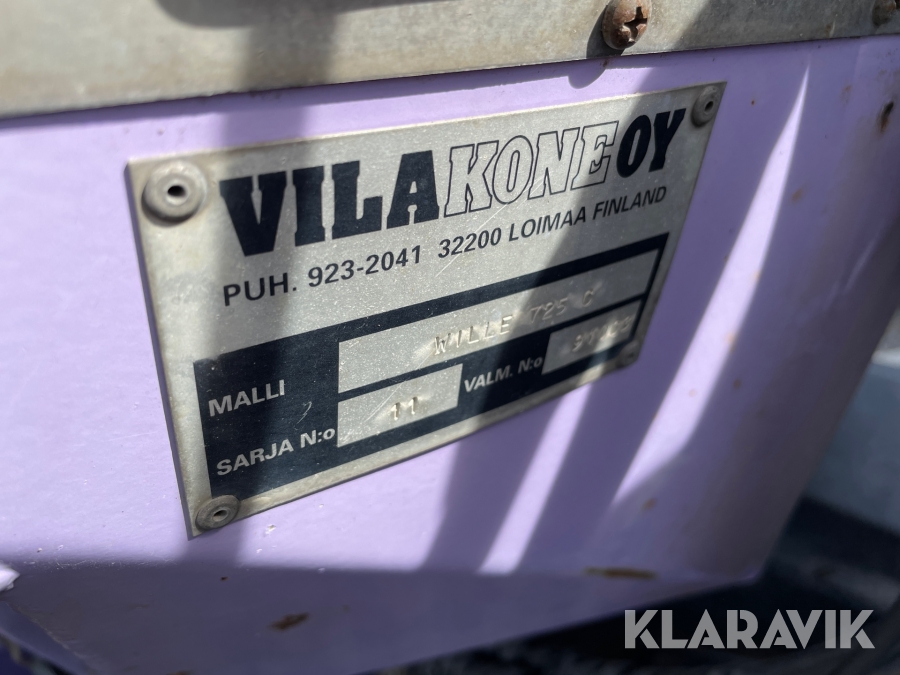 VILAKONE OY
PUH. 923-2041 32200 LOIMAA FINLAND
MALLI WILLE 725 C
SARJA N:o 11 VALM. N:o
KLARAVIK